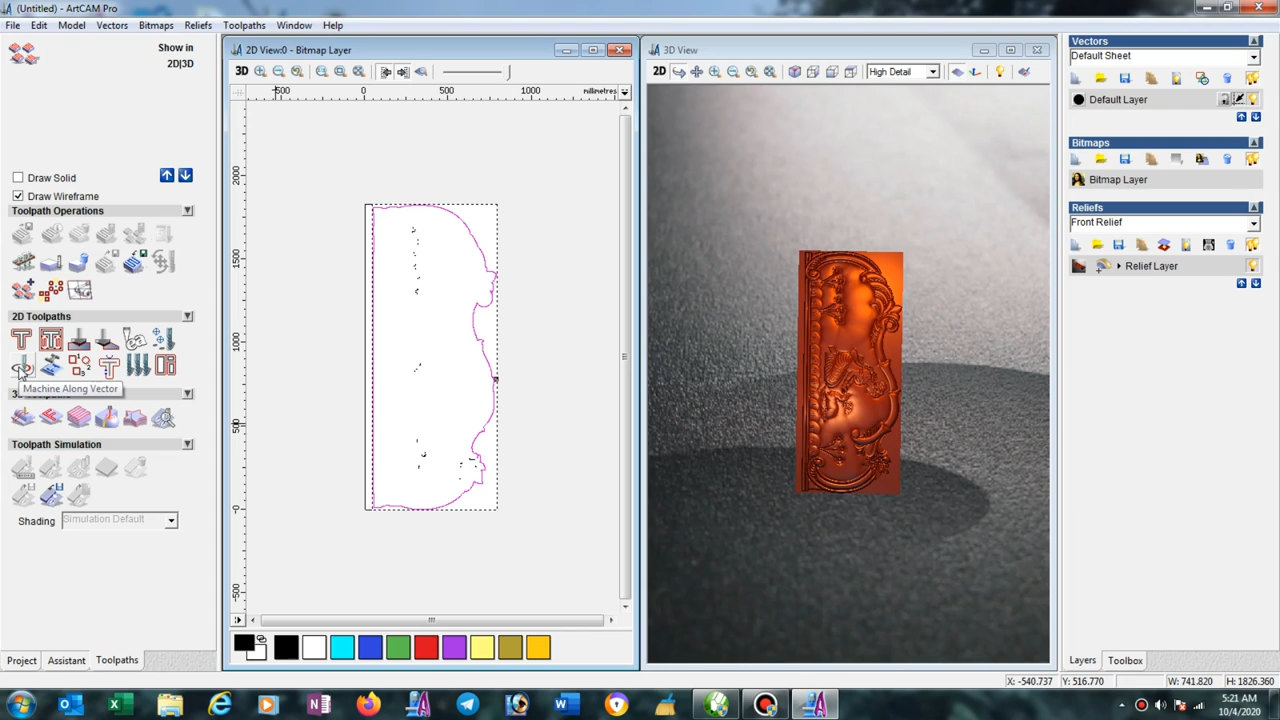 (Untitled) - ArtCAM Pro
File Edit Model Vectors Bitmaps Reliefs Toolpaths Window Help
Show in
2D|3D
Draw Solid
Draw Wireframe
Toolpath Operations
2D Toolpaths
Machine Along Vector
Toolpath Simulation
Shading Simulation Default
Project Assistant Toolpaths
2D View:0 - Bitmap Layer
3D
-500 0 500 1000 millimetres
2000
1500
1000
500
-0
-500
3D View
2D High Detail
Vectors
Default Sheet
Default Layer
Bitmaps
Bitmap Layer
Reliefs
Front Relief
Relief Layer
Layers Toolbox
X: -540.737 Y: 516.770 W: 741.820 H: 1826.360
5:21 AM
10/4/2020